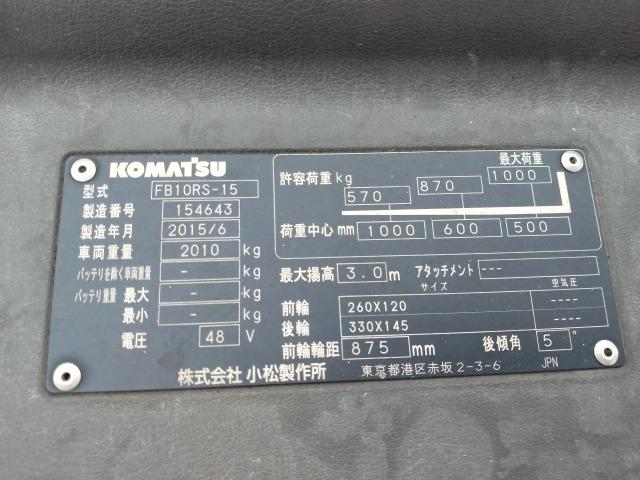 KOMATSU
型式 FB10RS-15
製造番号 154643
製造年月 2015/6
車両重量 2010 kg
バッテリを除く車両重量 - kg
バッテリ重量 最大 - kg
最小 - kg
電圧 48 V
最大荷重
許容荷重 kg 570 870 1000
荷重中心 mm 1000 600 500
最大揚高 3.0 m アタッチメント ---
サイズ 空気圧
前輪 260X120 ----
後輪 330X145 ----
前輪輪距 875 mm 後傾角 5 °
株式会社 小松製作所 東京都港区赤坂 2-3-6 JPN